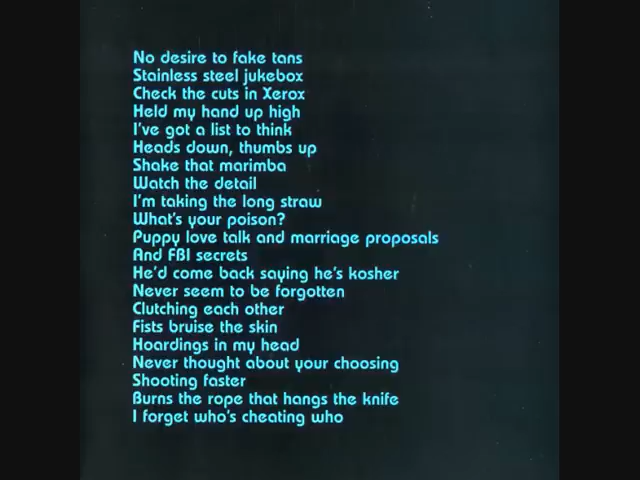 No desire to fake tans
Stainless steel jukebox
Check the cuts in Xerox
Held my hand up high
I've got a list to think
Heads down, thumbs up
Shake that marimba
Watch the detail
I'm taking the long straw
What's your poison?
Puppy love talk and marriage proposals
And FBI secrets
He'd come back saying he's kosher
Never seem to be forgotten
Clutching each other
Fists bruise the skin
Hoardings in my head
Never thought about your choosing
Shooting faster
Burns the rope that hangs the knife
I forget who's cheating who